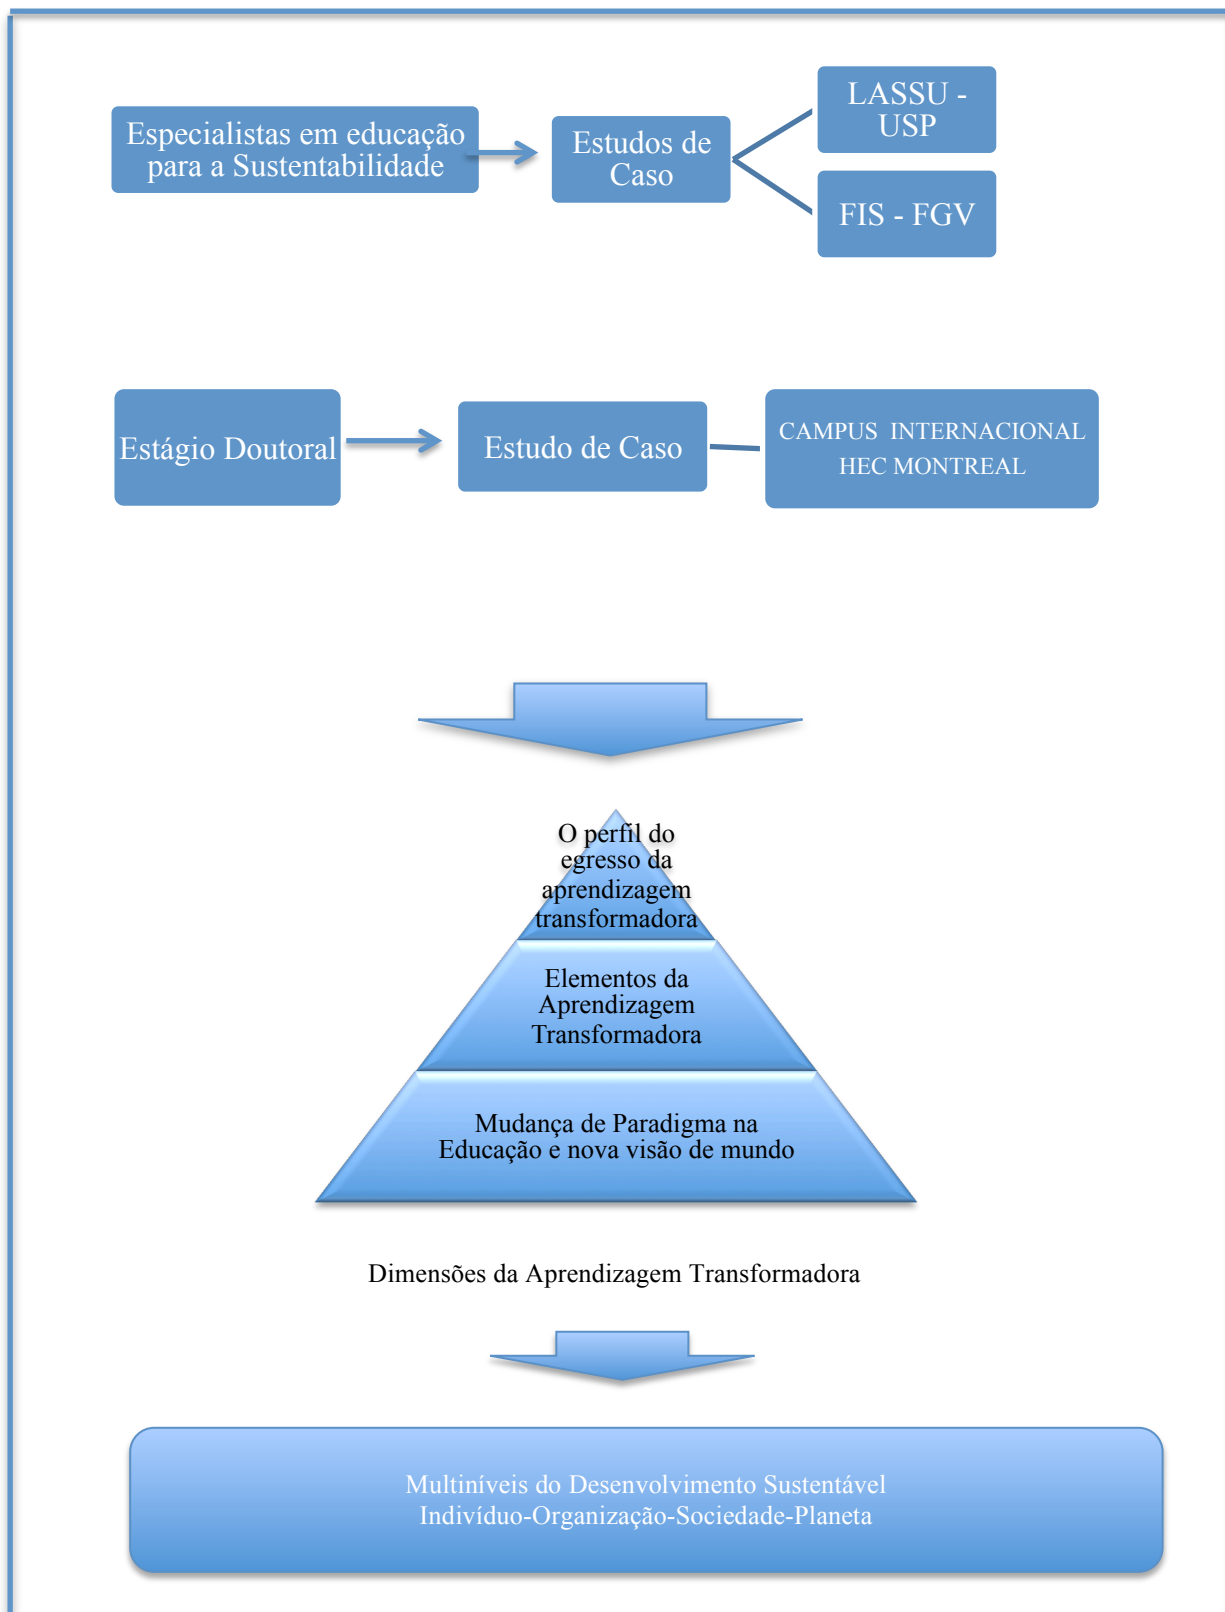 Especialistas em educação
para a Sustentabilidade
Estudos de
Caso
LASSU -
USP
FIS - FGV
Estágio Doutoral
Estudo de Caso
CAMPUS INTERNACIONAL
HEC MONTREAL
O perfil do
egresso da
aprendizagem
transformadora
Elementos da
Aprendizagem
Transformadora
Mudança de Paradigma na
Educação e nova visão de mundo
Dimensões da Aprendizagem Transformadora
Multiníveis do Desenvolvimento Sustentável
Indivíduo-Organização-Sociedade-Planeta